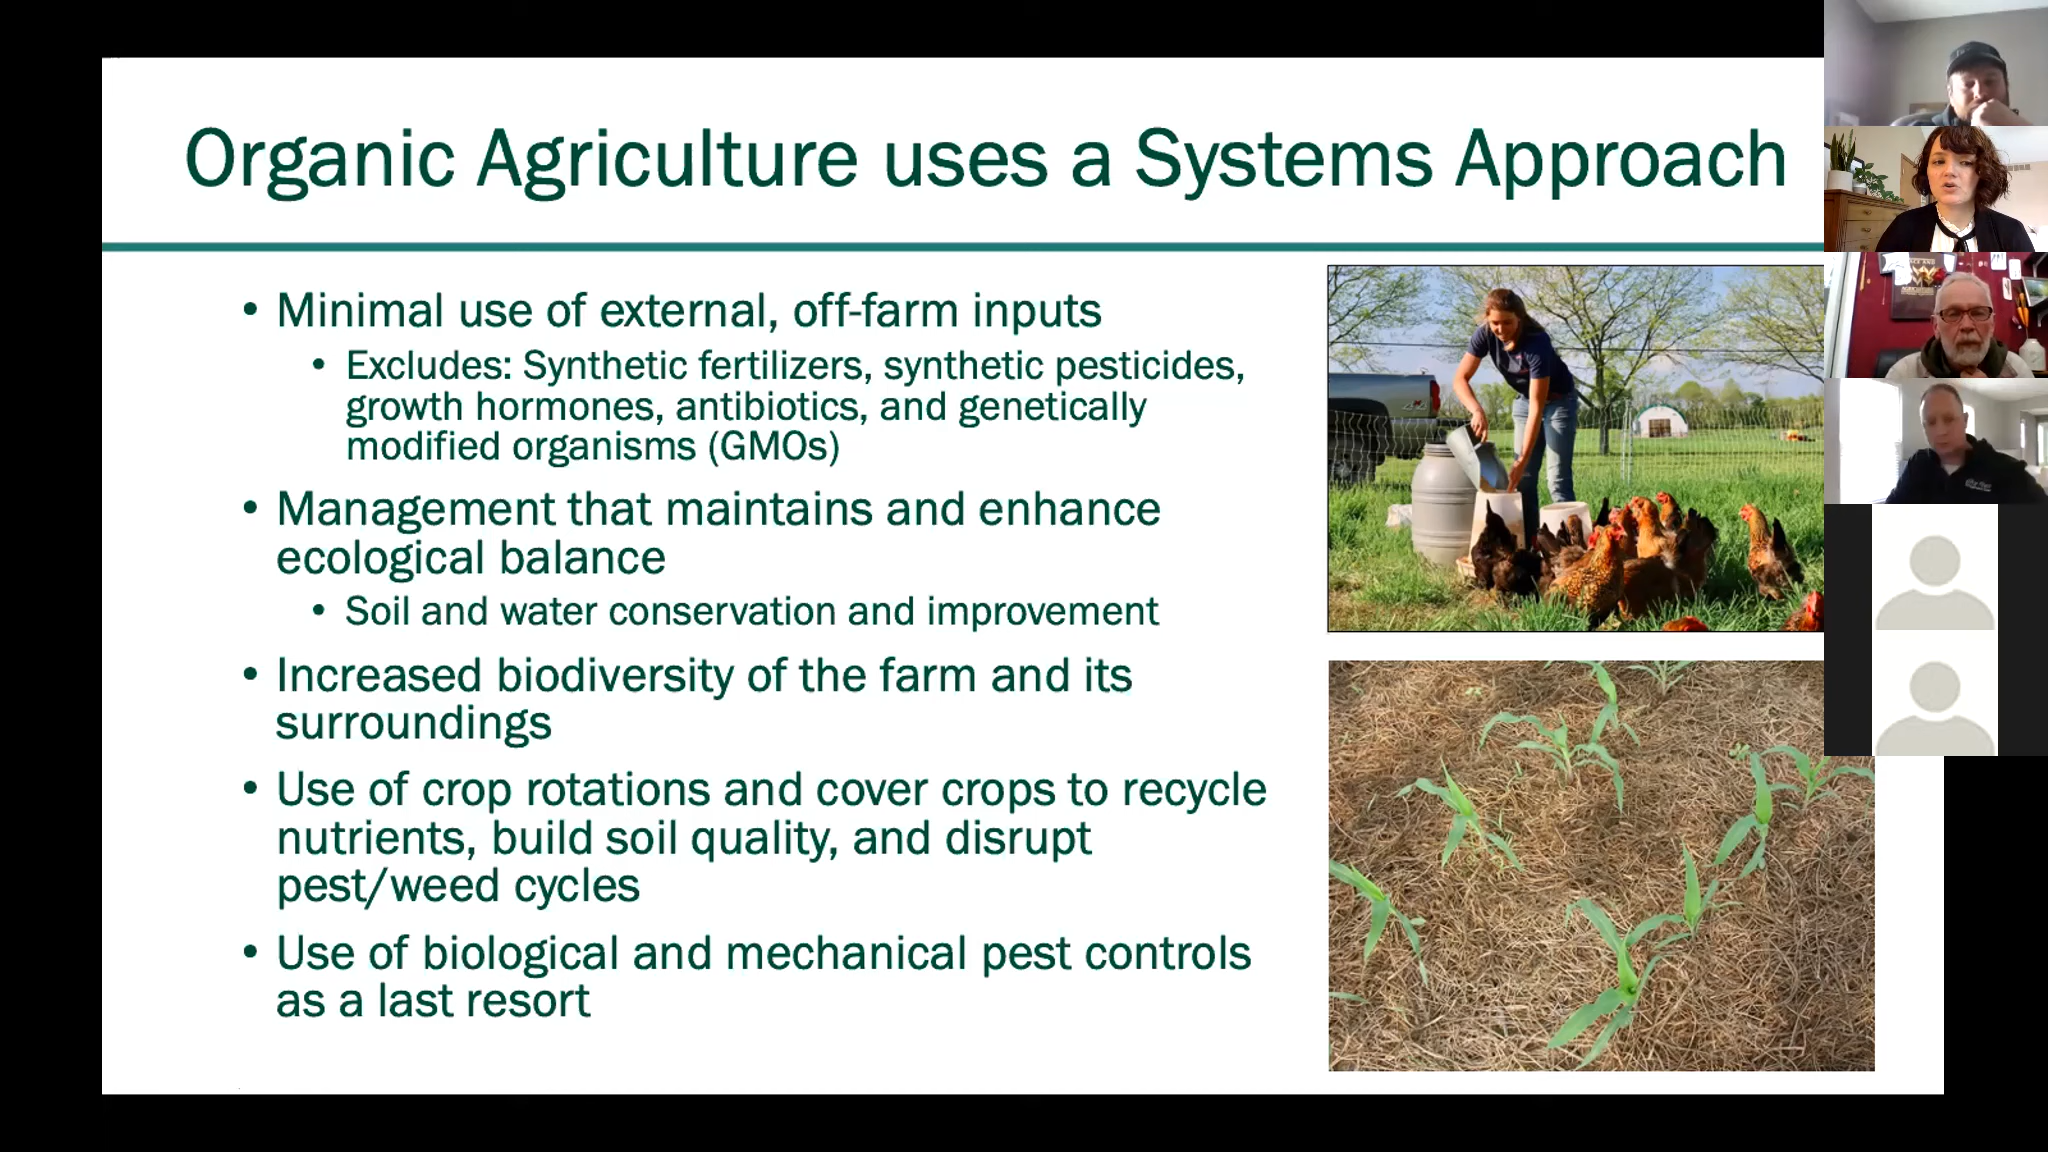 Organic Agriculture uses a Systems Approach
• Minimal use of external, off-farm inputs
• Excludes: Synthetic fertilizers, synthetic pesticides,
growth hormones, antibiotics, and genetically
modified organisms (GMOs)
• Management that maintains and enhance
ecological balance
• Soil and water conservation and improvement
• Increased biodiversity of the farm and its
surroundings
• Use of crop rotations and cover crops to recycle
nutrients, build soil quality, and disrupt
pest/weed cycles
• Use of biological and mechanical pest controls
as a last resort